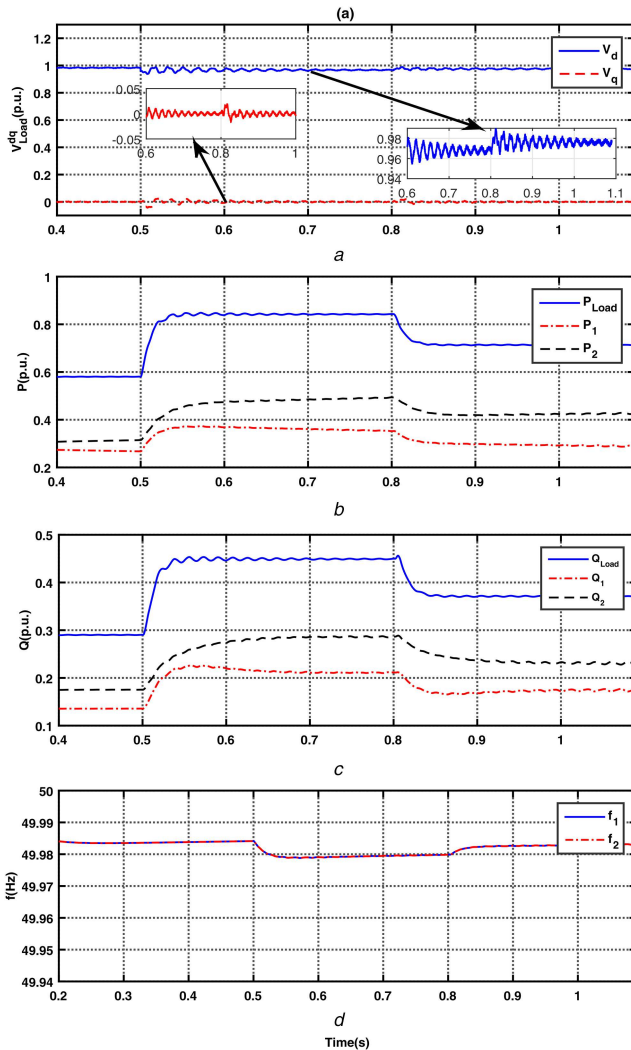 (a)
1.2
1
0.8
0.6
0.4
0.2
0
V_Load^dq(p.u.)
V_d
V_q
0.05
0
-0.05
0.6 0.8 1
0.98
0.96
0.94
0.6 0.7 0.8 0.9 1 1.1
0.4 0.5 0.6 0.7 0.8 0.9 1
a
1
0.8
0.6
0.4
0.2
P(p.u.)
P_Load
P_1
P_2
0.4 0.5 0.6 0.7 0.8 0.9 1
b
0.5
0.4
0.3
0.2
0.1
Q(p.u.)
Q_Load
Q_1
Q_2
0.4 0.5 0.6 0.7 0.8 0.9 1
c
50
49.99
49.98
49.97
49.96
49.95
49.94
f(Hz)
f_1
f_2
0.2 0.3 0.4 0.5 0.6 0.7 0.8 0.9 1
d
Time(s)